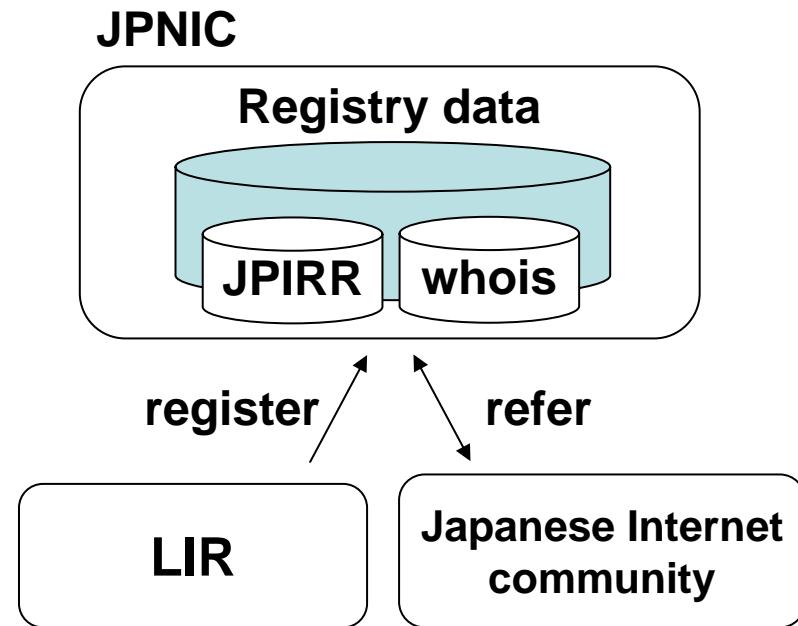 JPNIC
Registry data
JPIRR
whois
register
refer
LIR
Japanese Internet
community